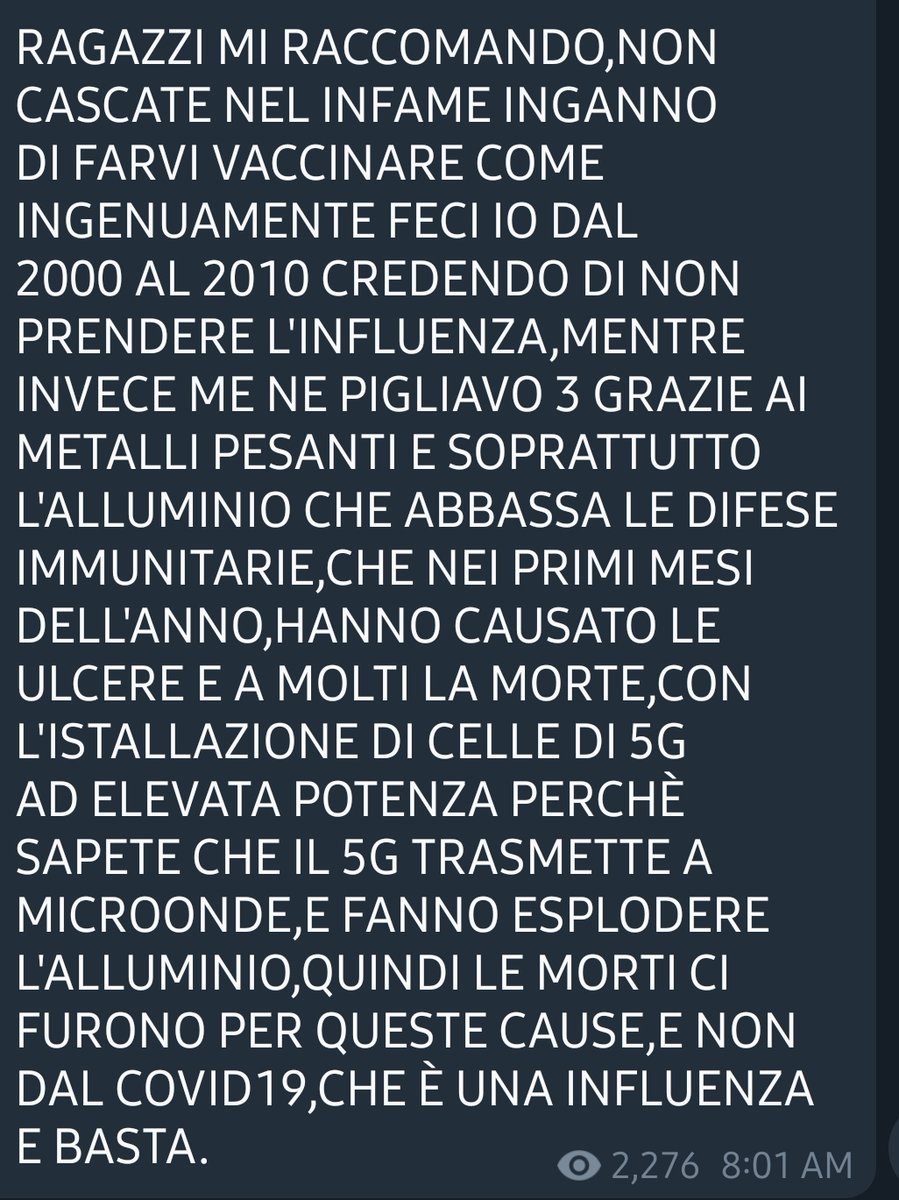 RAGAZZI MI RACCOMANDO,NON
CASCATE NEL INFAME INGANNO
DI FARVI VACCINARE COME
INGENUAMENTE FECI IO DAL
2000 AL 2010 CREDENDO DI NON
PRENDERE L'INFLUENZA,MENTRE
INVECE ME NE PIGLIAVO 3 GRAZIE AI
METALLI PESANTI E SOPRATTUTTO
L'ALLUMINIO CHE ABBASSA LE DIFESE
IMMUNITARIE,CHE NEI PRIMI MESI
DELL'ANNO,HANNO CAUSATO LE
ULCERE E A MOLTI LA MORTE,CON
L'ISTALLAZIONE DI CELLE DI 5G
AD ELEVATA POTENZA PERCHÈ
SAPETE CHE IL 5G TRASMETTE A
MICROONDE,E FANNO ESPLODERE
L'ALLUMINIO,QUINDI LE MORTI CI
FURONO PER QUESTE CAUSE,E NON
DAL COVID19,CHE È UNA INFLUENZA
E BASTA.
2,276 8:01 AM